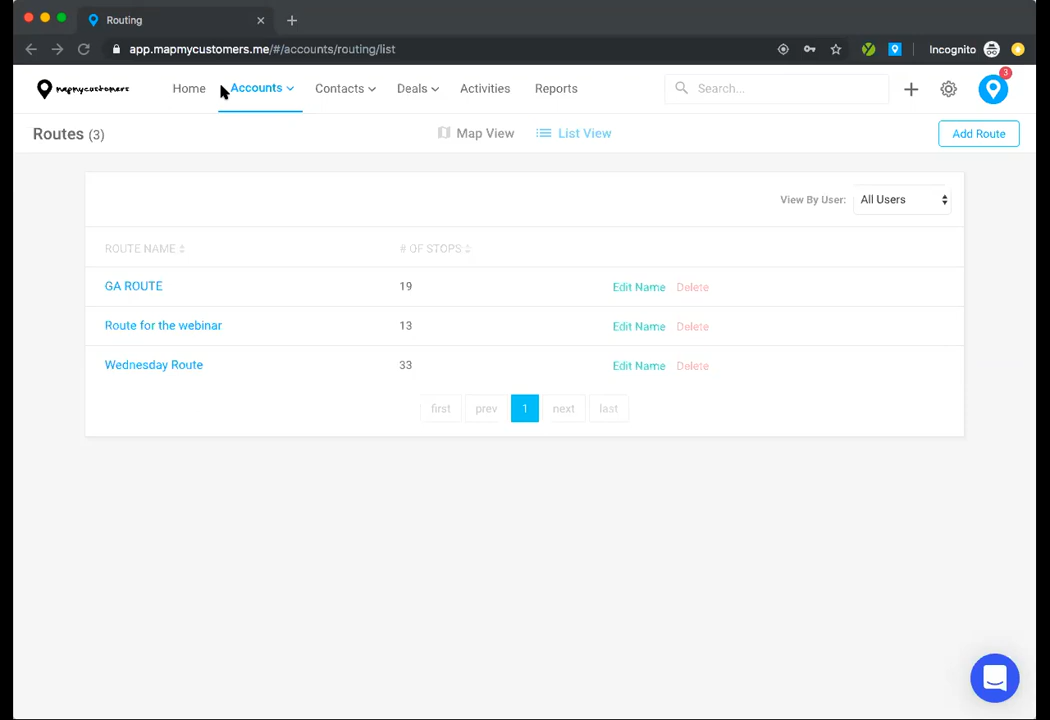 Routing
app.mapmycustomers.me/#/accounts/routing/list
Incognito
mapmycustomers
Home
Accounts
Contacts
Deals
Activities
Reports
Search...
3
Routes (3)
Map View
List View
Add Route
View By User:
All Users
ROUTE NAME
# OF STOPS
GA ROUTE
19
Edit Name
Delete
Route for the webinar
13
Edit Name
Delete
Wednesday Route
33
Edit Name
Delete
first
prev
1
next
last